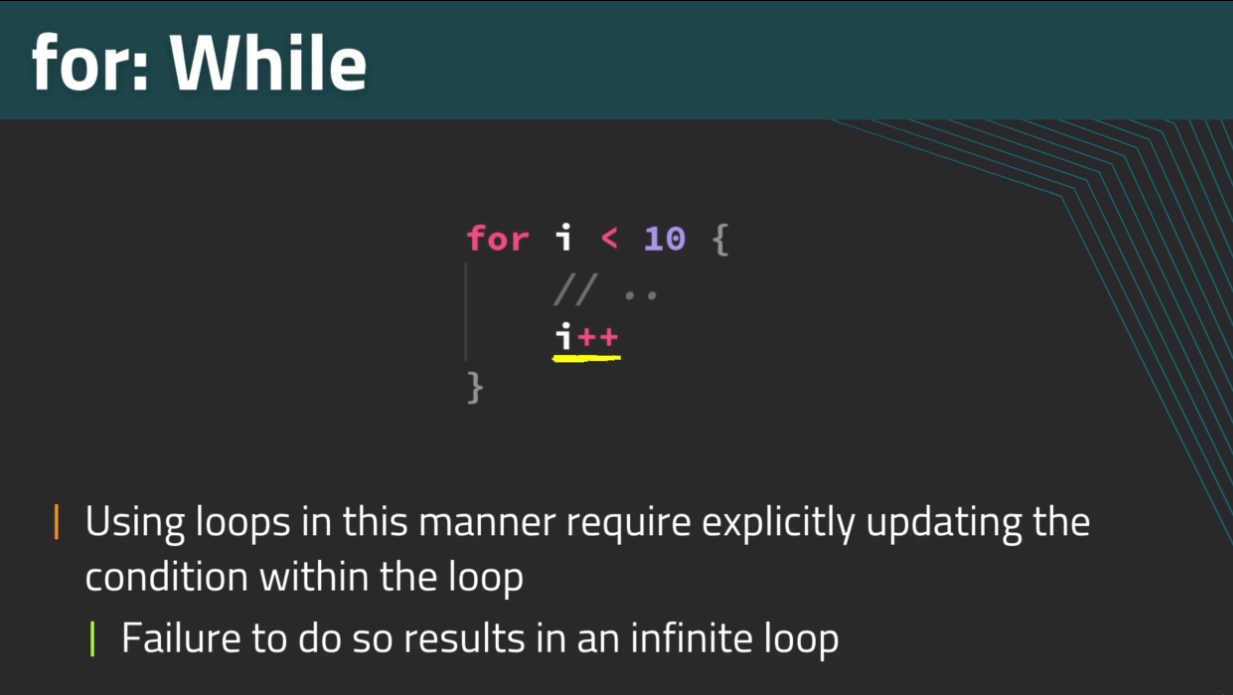 for: While
for i < 10 {
// ..
i++
}
Using loops in this manner require explicitly updating the
condition within the loop
Failure to do so results in an infinite loop